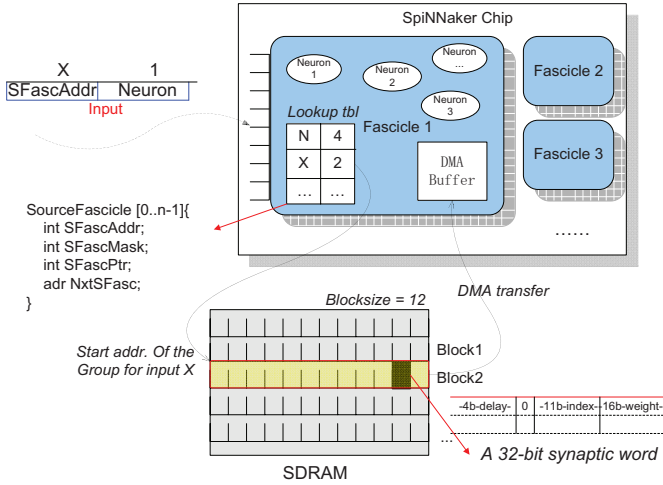 SpiNNaker Chip
X 1
SFascAddr Neuron
Input
Neuron
1
Neuron
2
Neuron
...
Neuron
3
Fascicle 1
Lookup tbl
N 4
X 2
... ...
DMA
Buffer
Fascicle 2
Fascicle 3
......
SourceFascicle [0..n-1]{
int SFascAddr;
int SFascMask;
int SFascPtr;
adr NxtSFasc;
}
Blocksize = 12
DMA transfer
Start addr. Of the
Group for input X
Block1
Block2
...
-4b-delay- 0 -11b-index- -16b-weight-
A 32-bit synaptic word
SDRAM